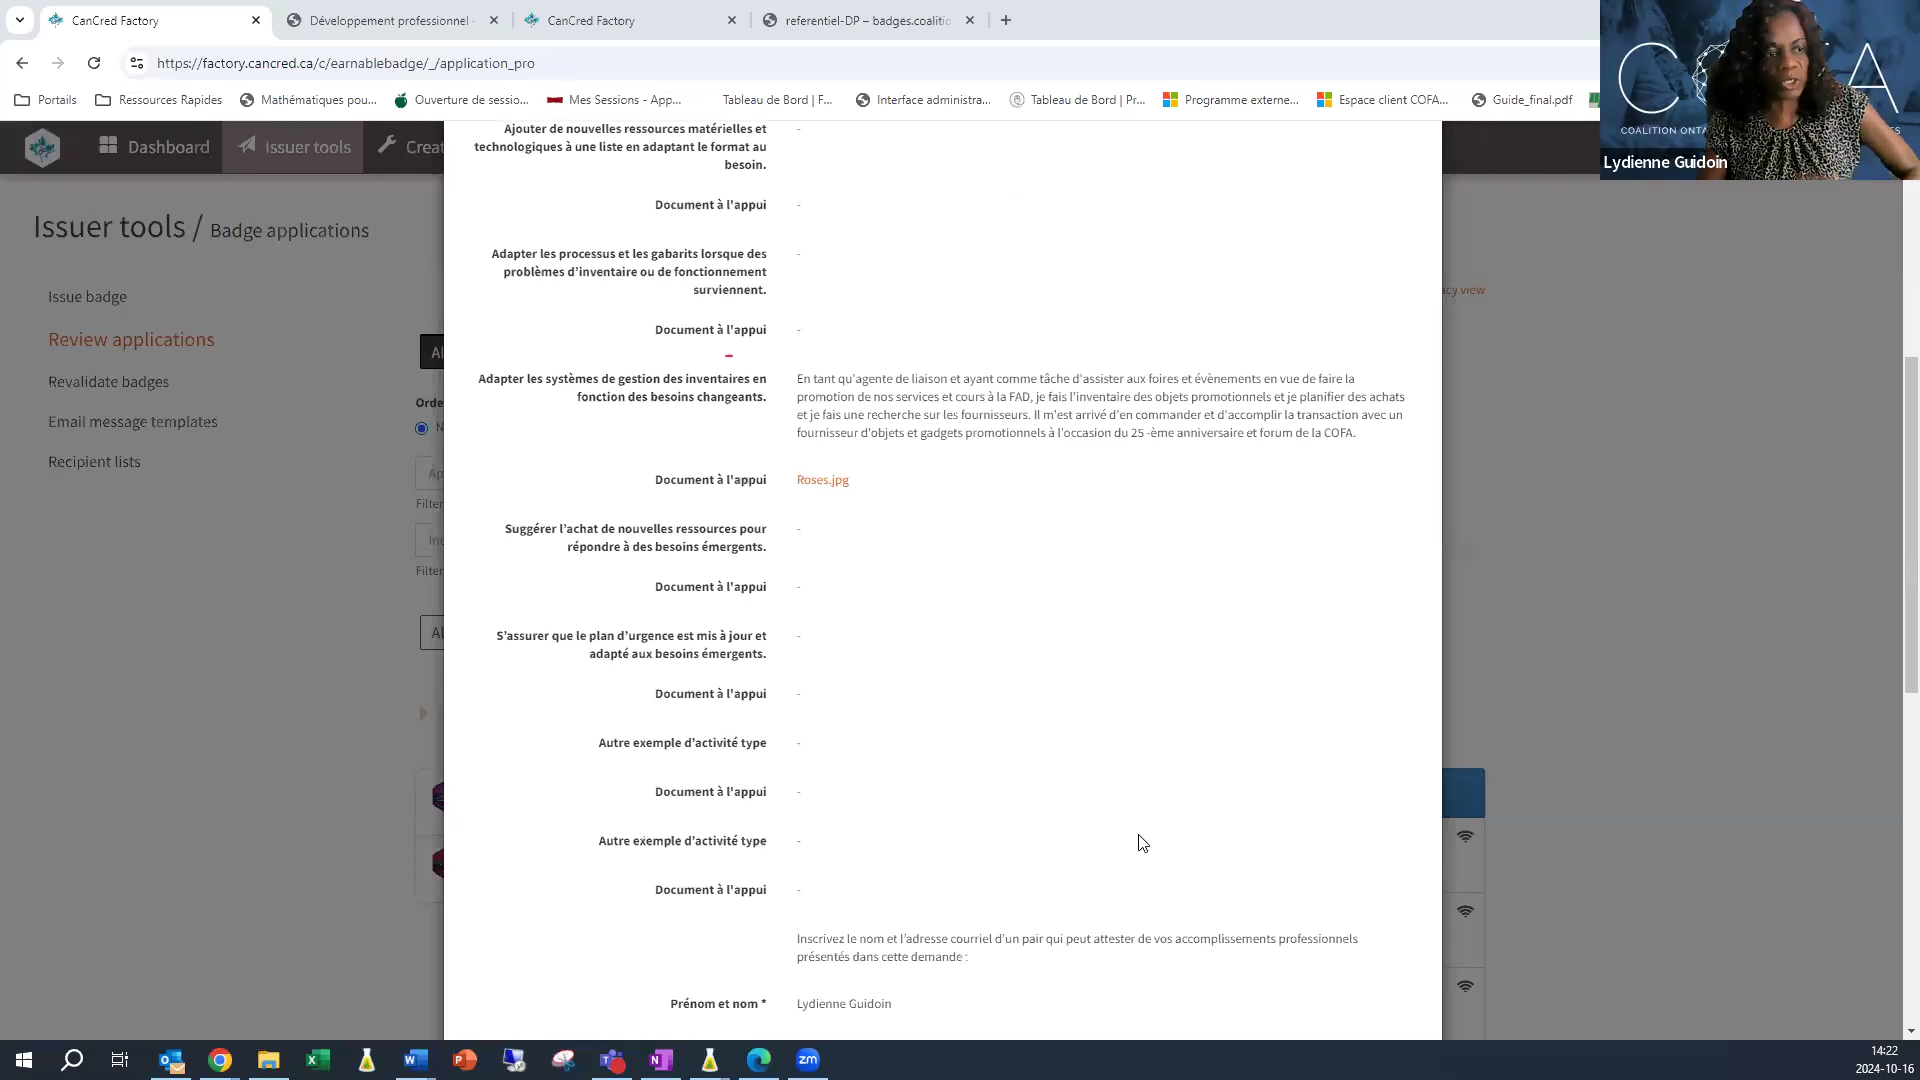 CanCred Factory
Développement professionnel -
CanCred Factory
referentiel-DP – badges.coalitio
https://factory.cancred.ca/c/earnablebadge/_/application_pro
Portails
Ressources Rapides
Mathématiques pou...
Ouverture de sessio...
Mes Sessions - App...
Tableau de Bord | F...
Interface administra...
Tableau de Bord | Pr...
Programme externe...
Espace client COFA...
Guide_final.pdf
COALITION ONTA
Lydienne Guidoin
Dashboard
Issuer tools
Creat
Issuer tools / Badge applications
Issue badge
Review applications
Revalidate badges
Email message templates
Recipient lists
Al
Orde
N
Ap
Filter
Inc
Filter
Al
cy view
Ajouter de nouvelles ressources matérielles et
technologiques à une liste en adaptant le format au
besoin.
-
Document à l'appui
-
Adapter les processus et les gabarits lorsque des
problèmes d’inventaire ou de fonctionnement
surviennent.
-
Document à l'appui
-
Adapter les systèmes de gestion des inventaires en
fonction des besoins changeants.
En tant qu'agente de liaison et ayant comme tâche d'assister aux foires et évènements en vue de faire la
promotion de nos services et cours à la FAD, je fais l'inventaire des objets promotionnels et je planifier des achats
et je fais une recherche sur les fournisseurs. Il m'est arrivé d'en commander et d'accomplir la transaction avec un
fournisseur d'objets et gadgets promotionnels à l'occasion du 25 -ème anniversaire et forum de la COFA.
Document à l'appui
Roses.jpg
Suggérer l’achat de nouvelles ressources pour
répondre à des besoins émergents.
-
Document à l'appui
-
S’assurer que le plan d’urgence est mis à jour et
adapté aux besoins émergents.
-
Document à l'appui
-
Autre exemple d’activité type
-
Document à l'appui
-
Autre exemple d’activité type
-
Document à l'appui
-
Inscrivez le nom et l’adresse courriel d’un pair qui peut attester de vos accomplissements professionnels
présentés dans cette demande :
Prénom et nom *
Lydienne Guidoin
14:22
2024-10-16